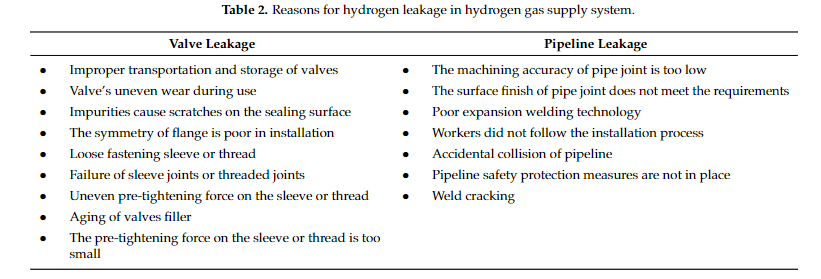 Table 2. Reasons for hydrogen leakage in hydrogen gas supply system.
Valve Leakage
• Improper transportation and storage of valves
• Valve's uneven wear during use
• Impurities cause scratches on the sealing surface
• The symmetry of flange is poor in installation
• Loose fastening sleeve or thread
• Failure of sleeve joints or threaded joints
• Uneven pre-tightening force on the sleeve or thread
• Aging of valves filler
• The pre-tightening force on the sleeve or thread is too
small
Pipeline Leakage
• The machining accuracy of pipe joint is too low
• The surface finish of pipe joint does not meet the requirements
• Poor expansion welding technology
• Workers did not follow the installation process
• Accidental collision of pipeline
• Pipeline safety protection measures are not in place
• Weld cracking